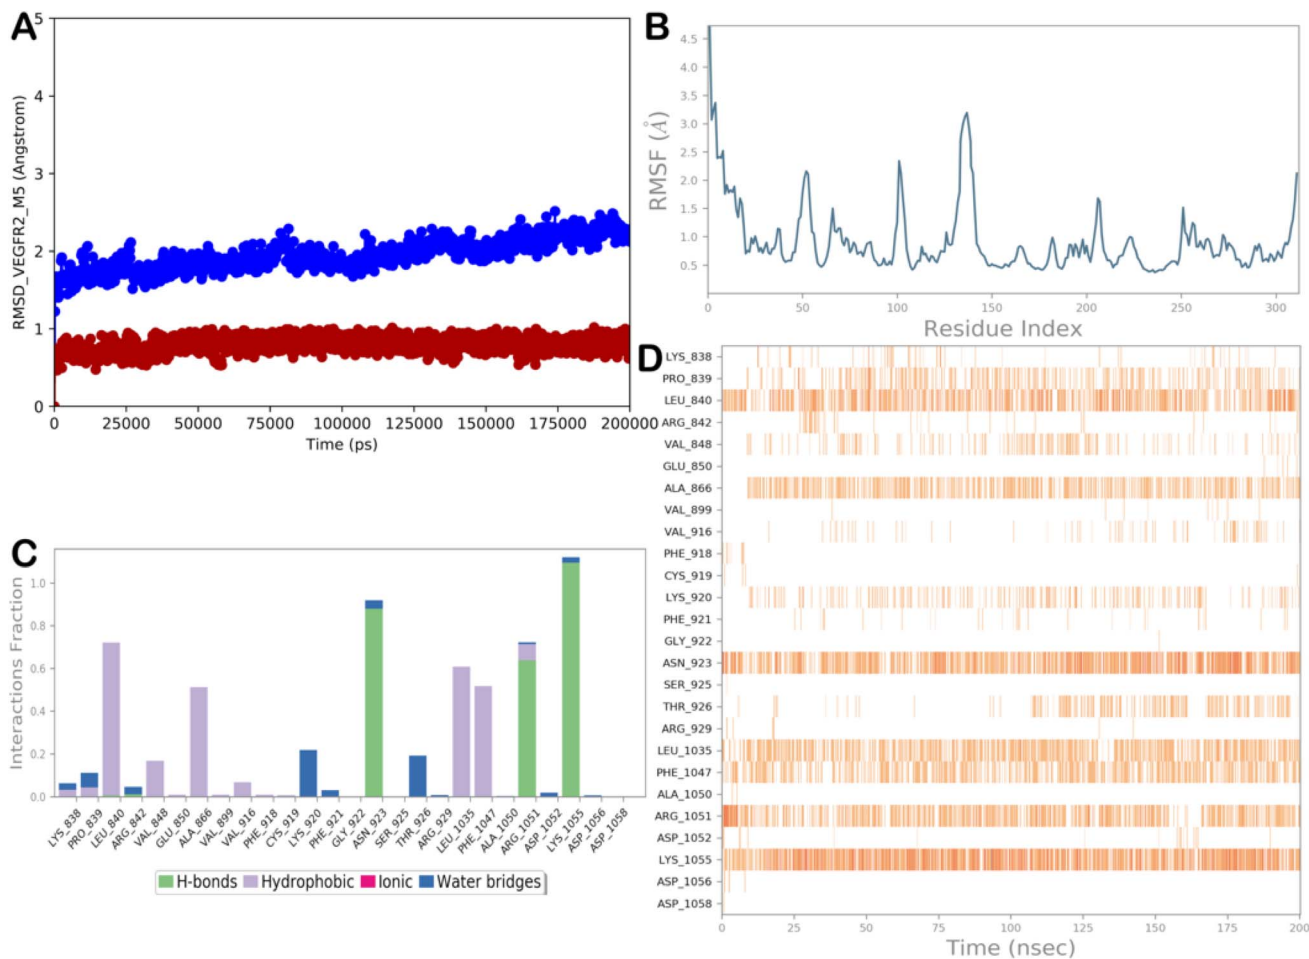 A
RMSD_VEGFR2_M5 (Angstrom)
5
4
3
2
1
0
0 25000 50000 75000 100000 125000 150000 175000 200000
Time (ps)
B
RMSF (Å)
4.5
4.0
3.5
3.0
2.5
2.0
1.5
1.0
0.5
0 50 100 150 200 250 300
Residue Index
C
Interactions Fraction
1.0
0.8
0.6
0.4
0.2
0.0
LYS_838 PRO_839 LEU_840 ARG_842 VAL_848 GLU_850 ALA_866 VAL_899 VAL_916 PHE_918 CYS_919 LYS_920 PHE_921 GLY_922 ASN_923 SER_925 THR_926 ARG_929 LEU_1035 PHE_1047 ALA_1050 ARG_1051 ASP_1052 LYS_1055 ASP_1056 ASP_1058
H-bonds Hydrophobic Ionic Water bridges
D
LYS_838
PRO_839
LEU_840
ARG_842
VAL_848
GLU_850
ALA_866
VAL_899
VAL_916
PHE_918
CYS_919
LYS_920
PHE_921
GLY_922
ASN_923
SER_925
THR_926
ARG_929
LEU_1035
PHE_1047
ALA_1050
ARG_1051
ASP_1052
LYS_1055
ASP_1056
ASP_1058
0 25 50 75 100 125 150 175 200
Time (nsec)